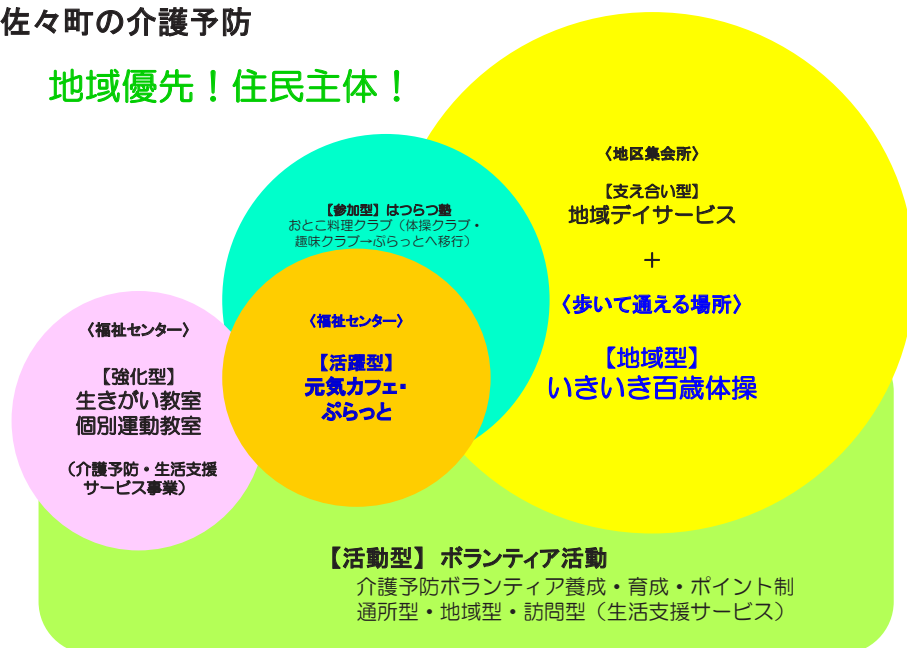 佐々町の介護予防
地域優先！住民主体！
〈地区集会所〉
【支え合い型】
地域デイサービス
＋
〈歩いて通える場所〉
【地域型】
いきいき百歳体操
【参加型】はつらつ塾
おとこ料理クラブ（体操クラブ・
趣味クラブ→ぷらっとへ移行）
〈福祉センター〉
【活躍型】
元気カフェ・
ぷらっと
〈福祉センター〉
【強化型】
生きがい教室
個別運動教室
（介護予防・生活支援
サービス事業）
【活動型】 ボランティア活動
介護予防ボランティア養成・育成・ポイント制
通所型・地域型・訪問型（生活支援サービス）